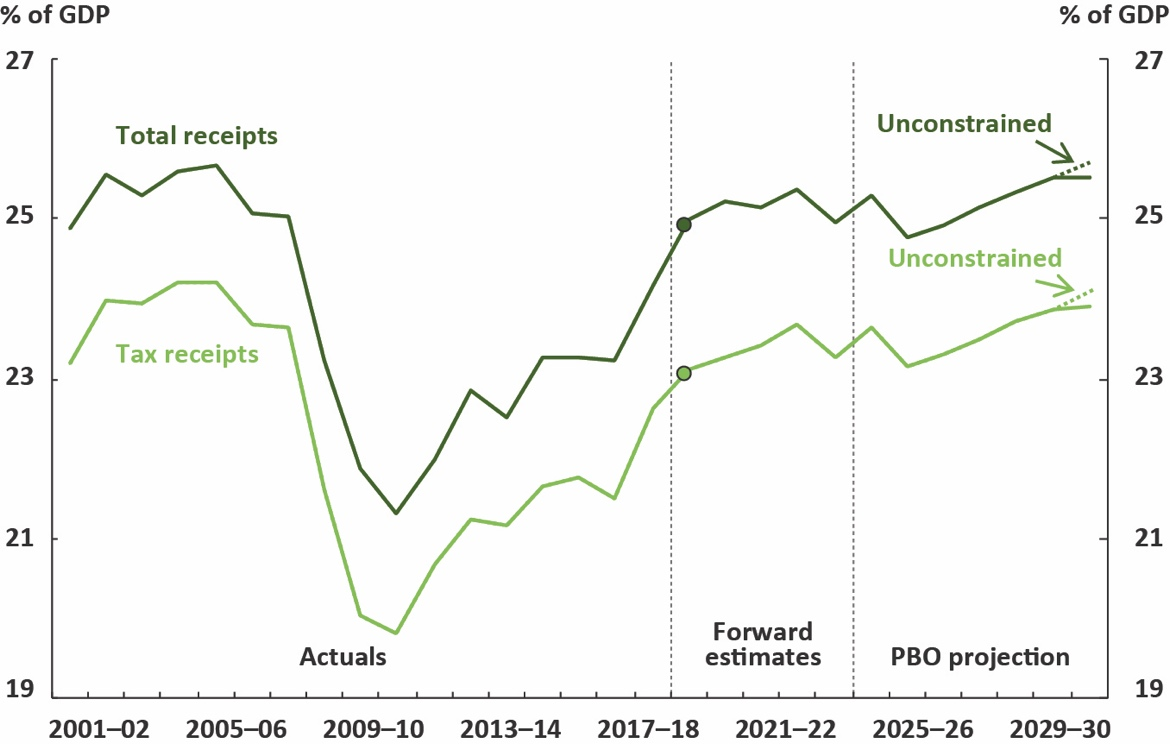 % of GDP
% of GDP
27
27
Total receipts
Unconstrained
25
25
Unconstrained
Tax receipts
23
23
21
21
Forward
estimates
Actuals
PBO projection
19
19
2001–02 2005–06 2009–10 2013–14 2017–18 2021–22 2025–26 2029–30